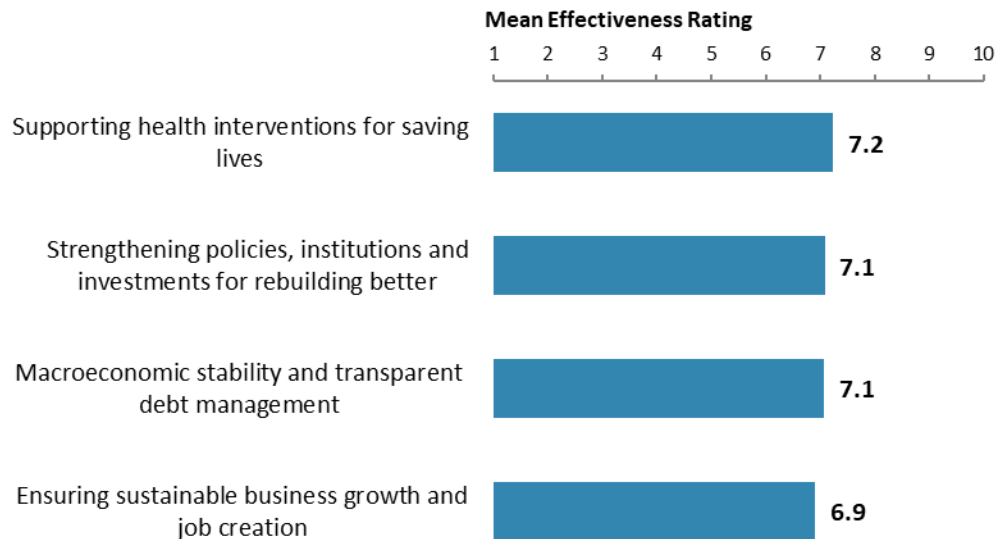 Mean Effectiveness Rating
1 2 3 4 5 6 7 8 9 10
Supporting health interventions for saving
lives
7.2
Strengthening policies, institutions and
investments for rebuilding better
7.1
Macroeconomic stability and transparent
debt management
7.1
Ensuring sustainable business growth and
job creation
6.9